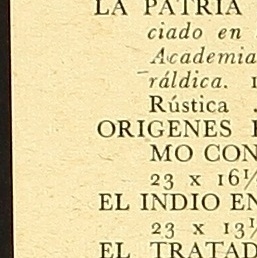 LA PATRIA
ciado en
Academia
ráldica.
Rústica
ORIGENES
MO CON
23 x 16½
EL INDIO EN
23 x 13½
EL TRATAD